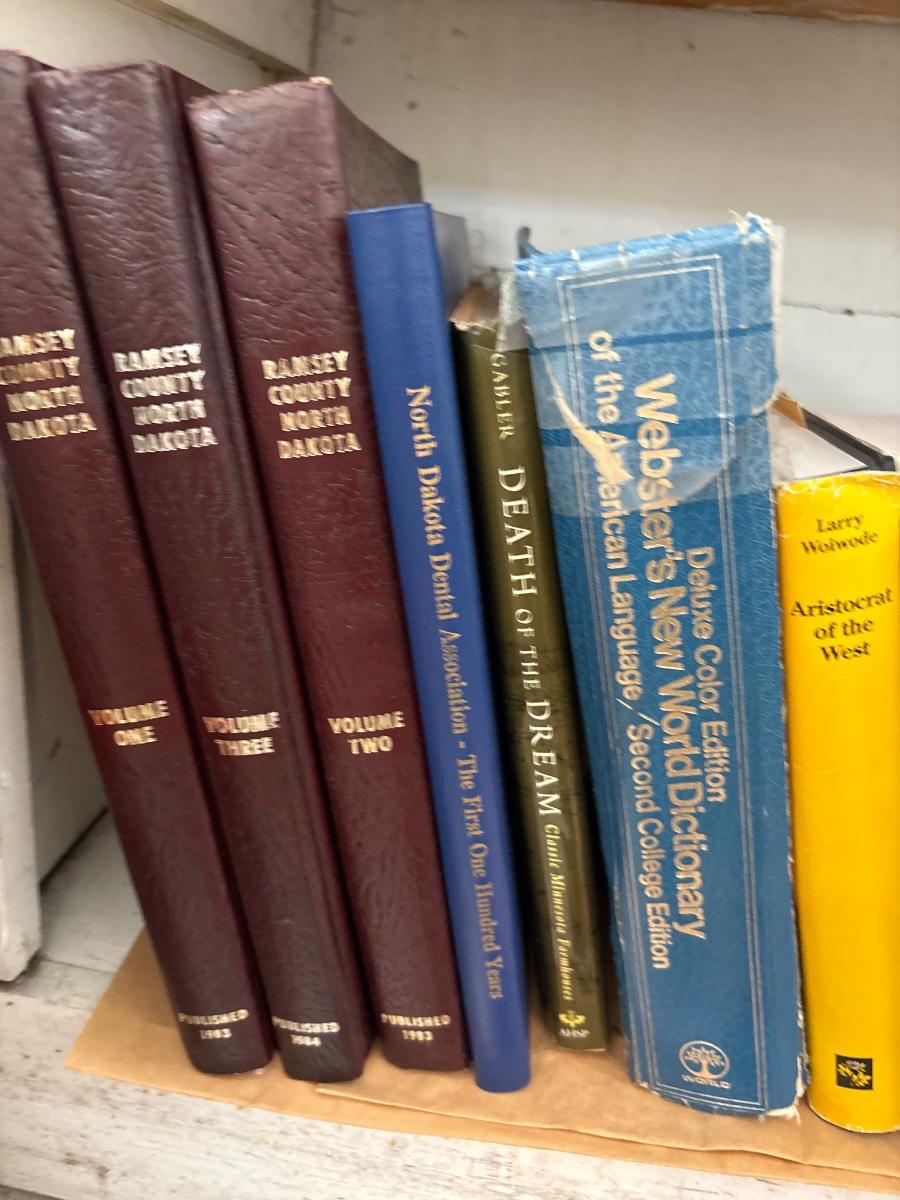 RAMSEY
COUNTY
NORTH
DAKOTA
VOLUME
ONE
PUBLISHED
1983
RAMSEY
COUNTY
NORTH
DAKOTA
VOLUME
THREE
PUBLISHED
1984
RAMSEY
COUNTY
NORTH
DAKOTA
VOLUME
TWO
PUBLISHED
1983
North Dakota Dental Association - The First One Hundred Years
GABLER DEATH OF THE DREAM Classic Minnesota Farmhouses
AHSP
Deluxe Color Edition
Webster's New World Dictionary
of the American Language, Second College Edition
WORLD
Larry
Woiwode
Aristocrat
of the
West